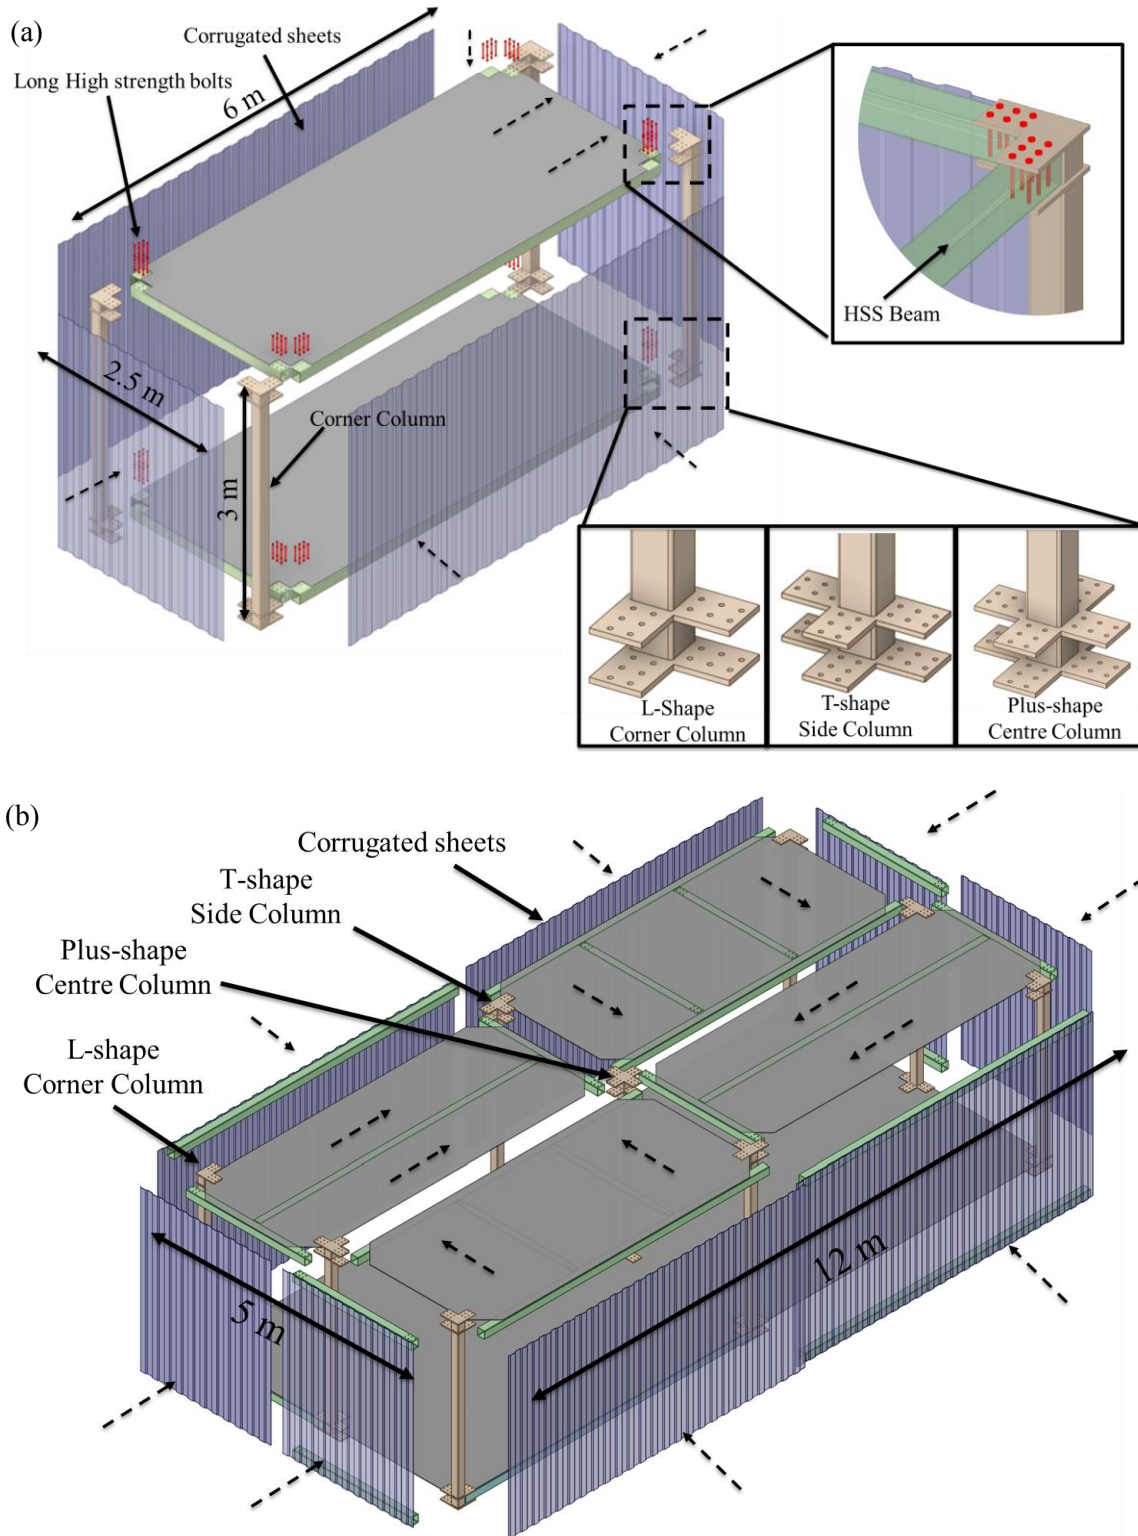 (a)
Corrugated sheets
Long High strength bolts
6 m
HSS Beam
2.5 m
Corner Column
3 m
L-Shape
Corner Column
T-shape
Side Column
Plus-shape
Centre Column
(b)
Corrugated sheets
T-shape
Side Column
Plus-shape
Centre Column
L-shape
Corner Column
12 m
5 m